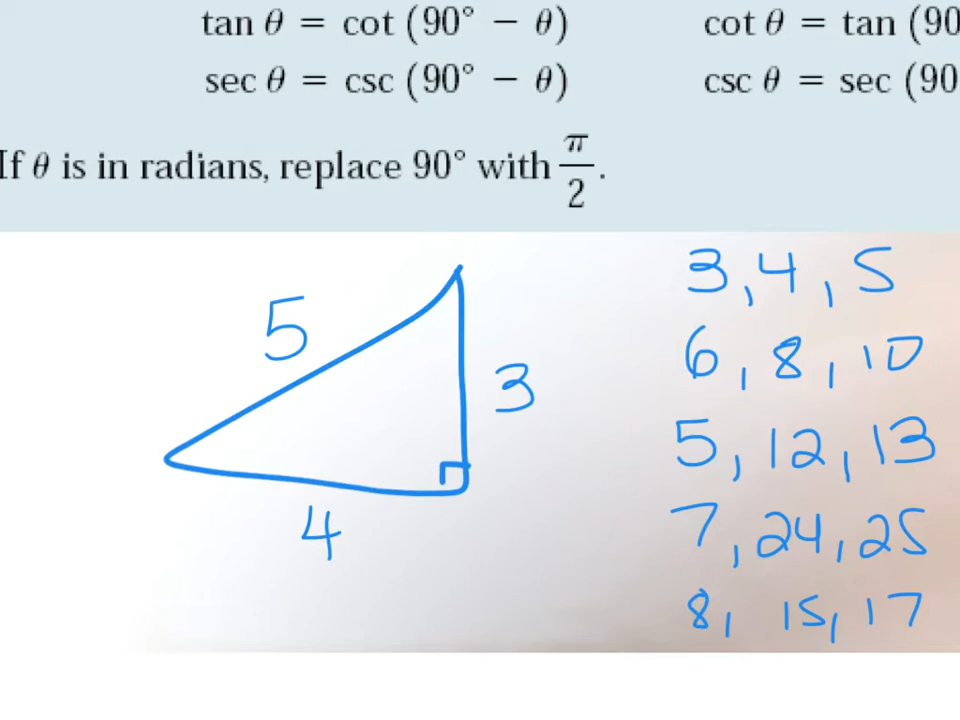 tan θ = cot (90° − θ) cot θ = tan (90
sec θ = csc (90° − θ) csc θ = sec (90
If θ is in radians, replace 90° with π/2.
5
3
4
3, 4, 5
6, 8, 10
5, 12, 13
7, 24, 25
8, 15, 17